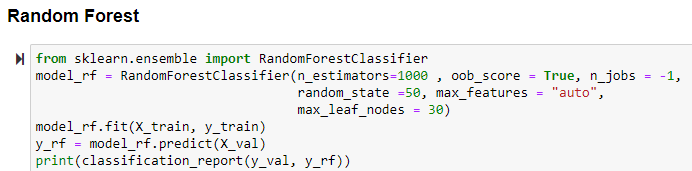 Random Forest
from sklearn.ensemble import RandomForestClassifier
model_rf = RandomForestClassifier(n_estimators=1000 , oob_score = True, n_jobs = -1,
                                  random_state =50, max_features = "auto",
                                  max_leaf_nodes = 30)
model_rf.fit(X_train, y_train)
y_rf = model_rf.predict(X_val)
print(classification_report(y_val, y_rf))